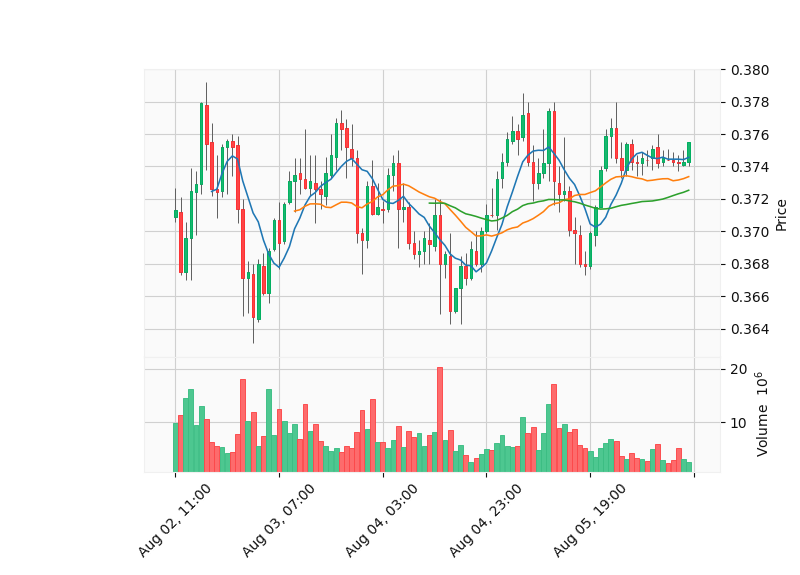 0.380
0.378
0.376
0.374
0.372
0.370
0.368
0.366
0.364
Price
20
10
Volume 10⁶
Aug 02, 11:00
Aug 03, 07:00
Aug 04, 03:00
Aug 04, 23:00
Aug 05, 19:00